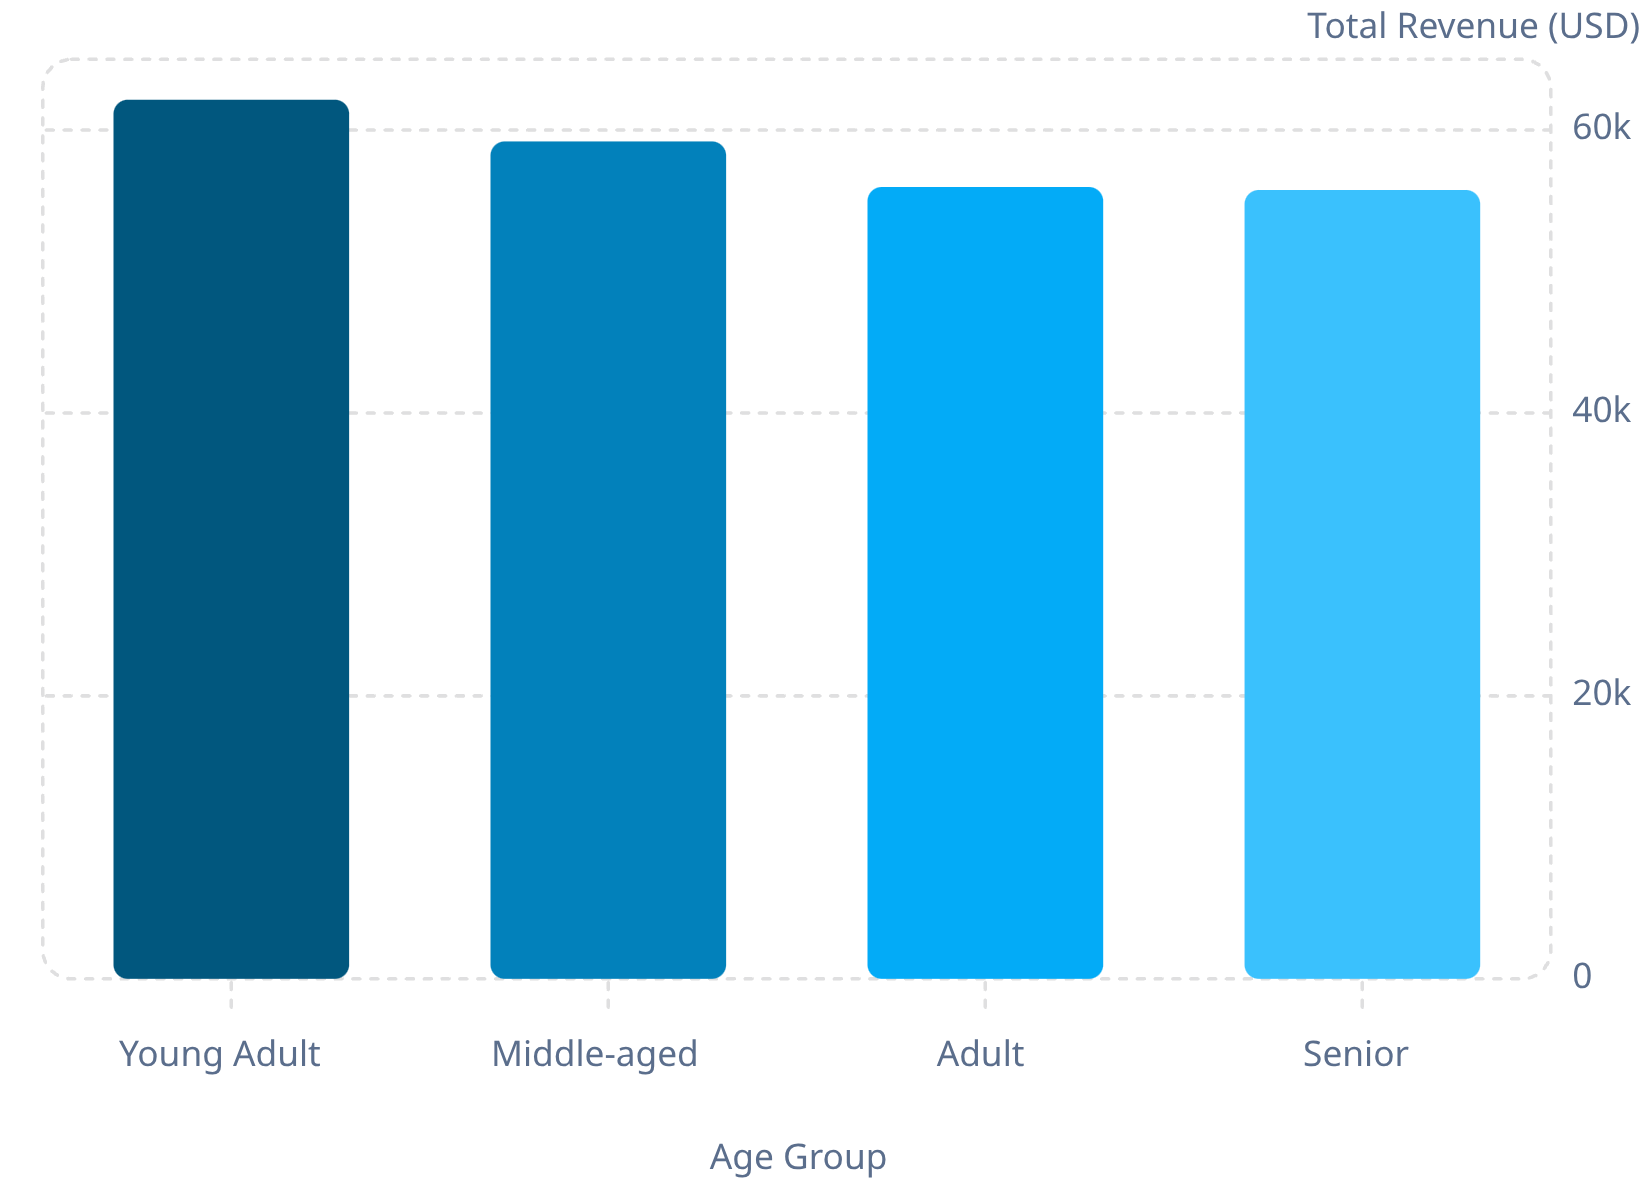 Total Revenue (USD)
60k
40k
20k
0
Young Adult
Middle-aged
Adult
Senior
Age Group